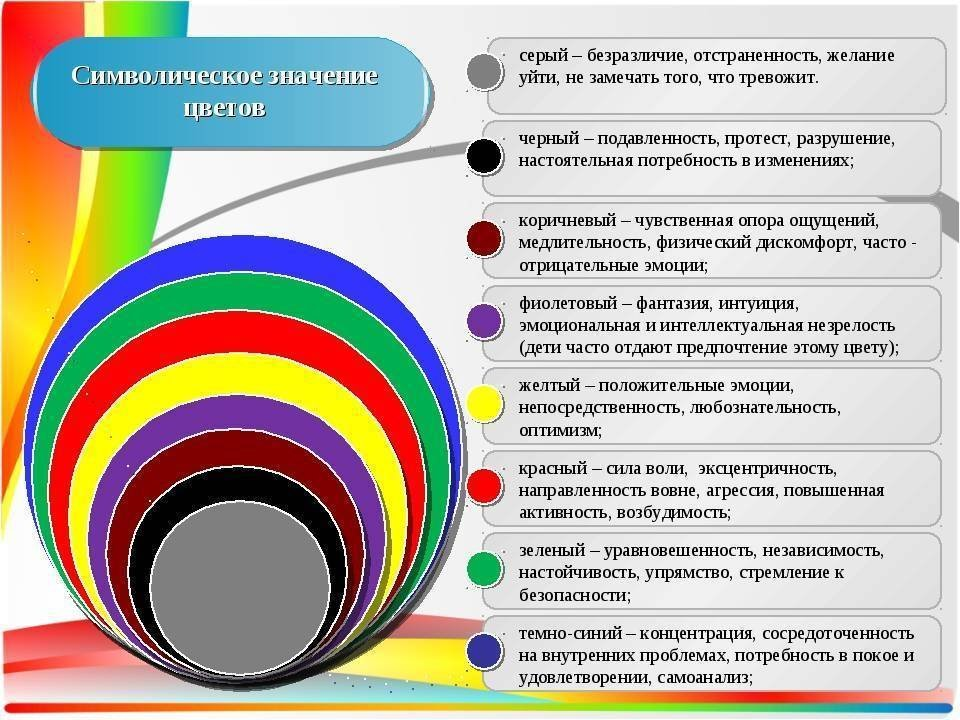 Символическое значение
цветов
серый – безразличие, отстраненность, желание
уйти, не замечать того, что тревожит.
черный – подавленность, протест, разрушение,
настоятельная потребность в изменениях;
коричневый – чувственная опора ощущений,
медлительность, физический дискомфорт, часто -
отрицательные эмоции;
фиолетовый – фантазия, интуиция,
эмоциональная и интеллектуальная незрелость
(дети часто отдают предпочтение этому цвету);
желтый – положительные эмоции,
непосредственность, любознательность,
оптимизм;
красный – сила воли, эксцентричность,
направленность вовне, агрессия, повышенная
активность, возбудимость;
зеленый – уравновешенность, независимость,
настойчивость, упрямство, стремление к
безопасности;
темно-синий – концентрация, сосредоточенность
на внутренних проблемах, потребность в покое и
удовлетворении, самоанализ;